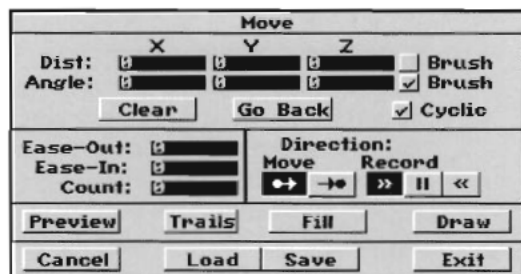 Move
X Y Z
Dist: 0 0 0 Brush
Angle: 0 0 0 Brush
Clear Go Back Cyclic
Ease-Out: 0
Direction:
Ease-In: 0
Move Record
Count: 0
Preview Trails Fill Draw
Cancel Load Save Exit